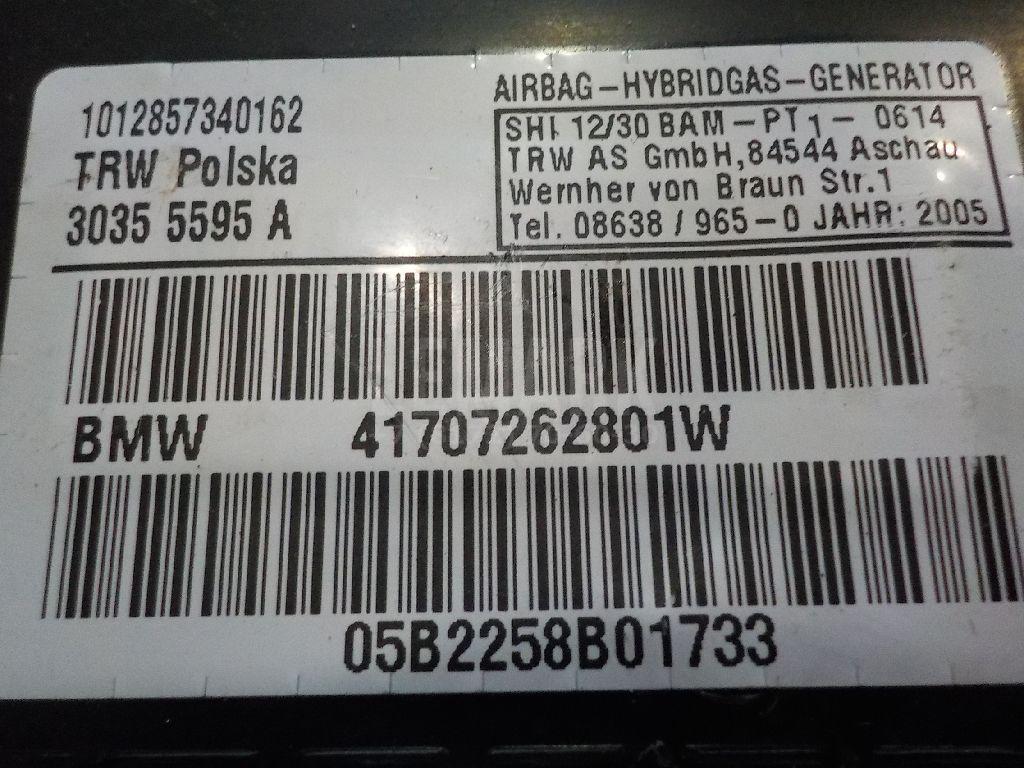 1012857340162
TRW Polska
3035 5595 A
AIRBAG-HYBRIDGAS-GENERATOR
SHI 12/30 BAM-PT1- 0614
TRW AS GmbH,84544 Aschau
Wernher von Braun Str.1
Tel. 08638 / 965-0 JAHR: 2005
BMW 41707262801W
05B2258B01733